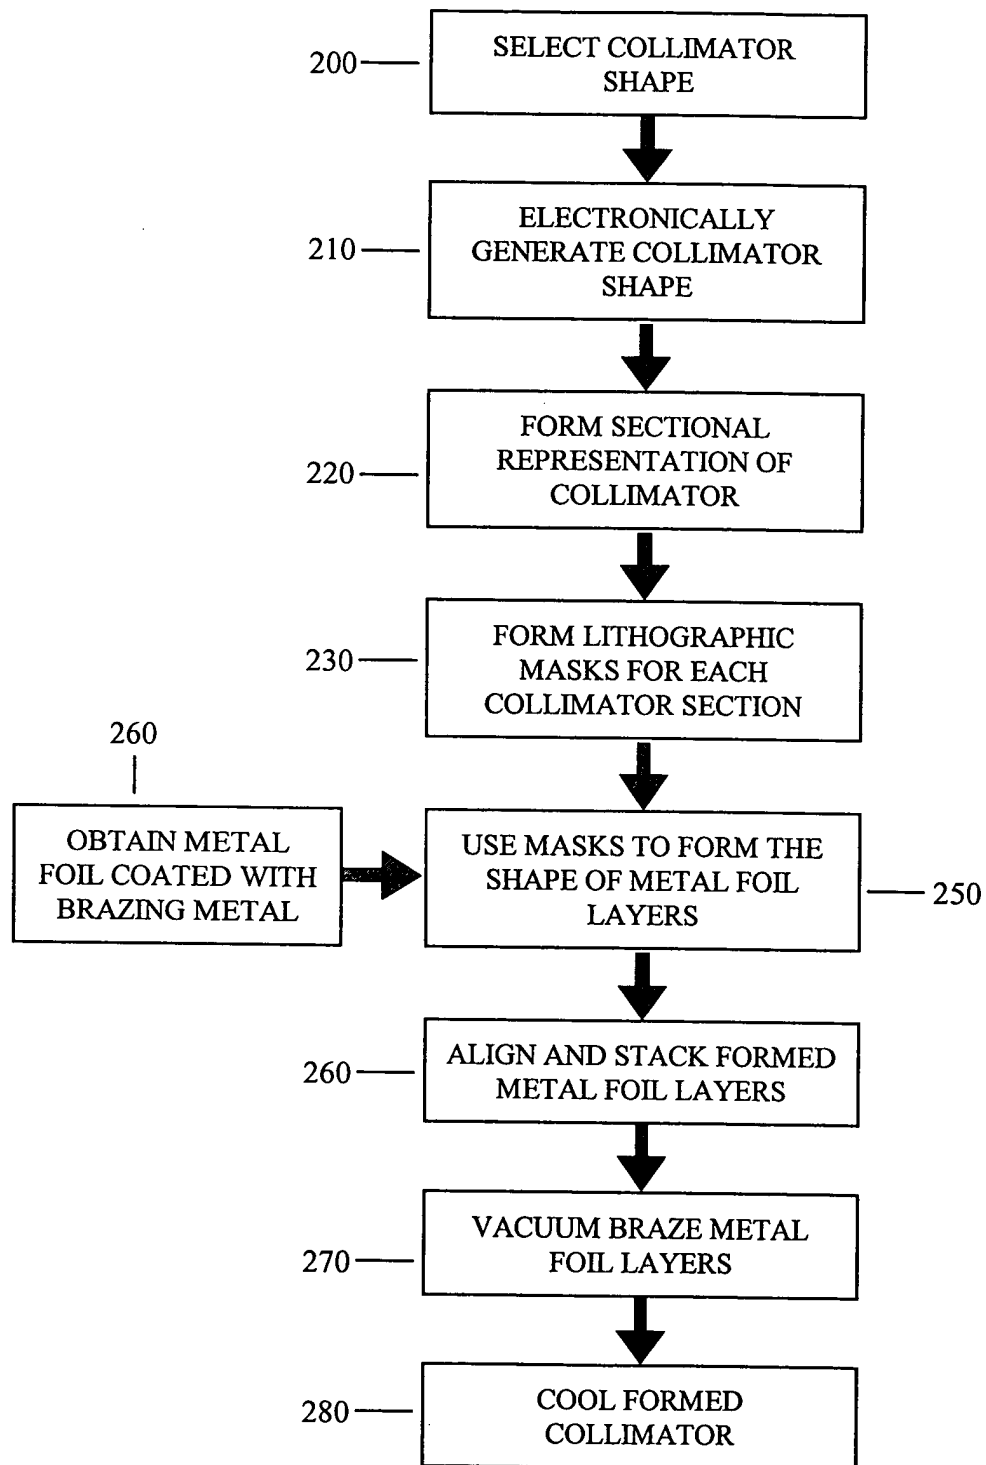 200
SELECT COLLIMATOR
SHAPE
210
ELECTRONICALLY
GENERATE COLLIMATOR
SHAPE
220
FORM SECTIONAL
REPRESENTATION OF
COLLIMATOR
230
FORM LITHOGRAPHIC
MASKS FOR EACH
COLLIMATOR SECTION
260
OBTAIN METAL
FOIL COATED WITH
BRAZING METAL
USE MASKS TO FORM THE
SHAPE OF METAL FOIL
LAYERS
250
260
ALIGN AND STACK FORMED
METAL FOIL LAYERS
270
VACUUM BRAZE METAL
FOIL LAYERS
280
COOL FORMED
COLLIMATOR